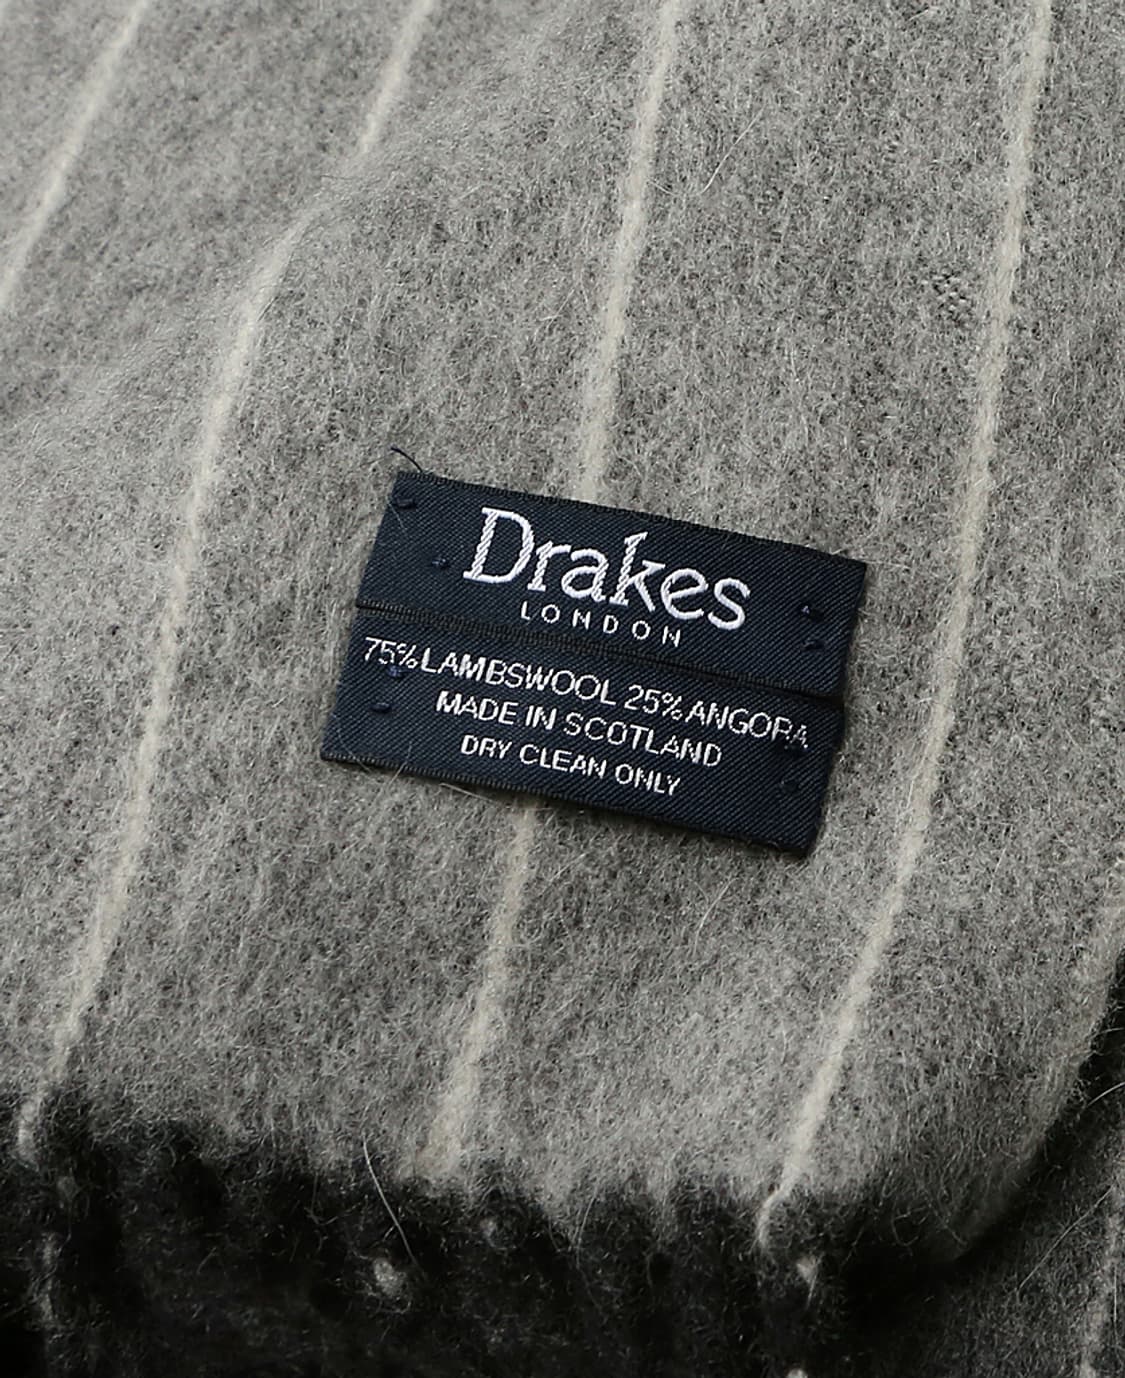 Drakes
LONDON
75% LAMBSWOOL 25% ANGORA
MADE IN SCOTLAND
DRY CLEAN ONLY